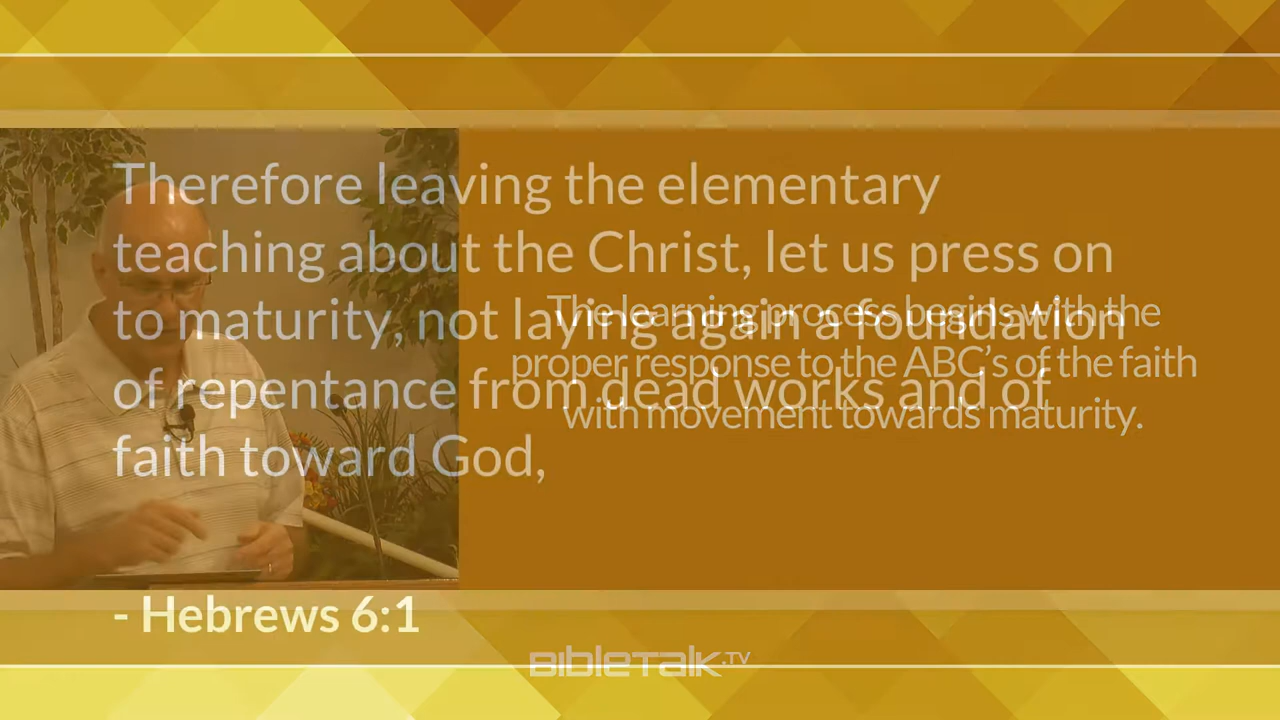 Therefore leaving the elementary
teaching about the Christ, let us press on
to maturity, not laying again a foundation
of repentance from dead works and of
faith toward God,
The learning process begins with the
proper response to the ABC's of the faith
with movement towards maturity.
- Hebrews 6:1
BibleTalk.TV